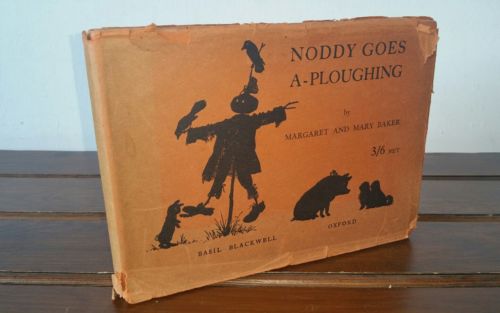 NODDY GOES
A-PLOUGHING
by
MARGARET AND MARY BAKER
3/6 NET
BASIL BLACKWELL
OXFORD